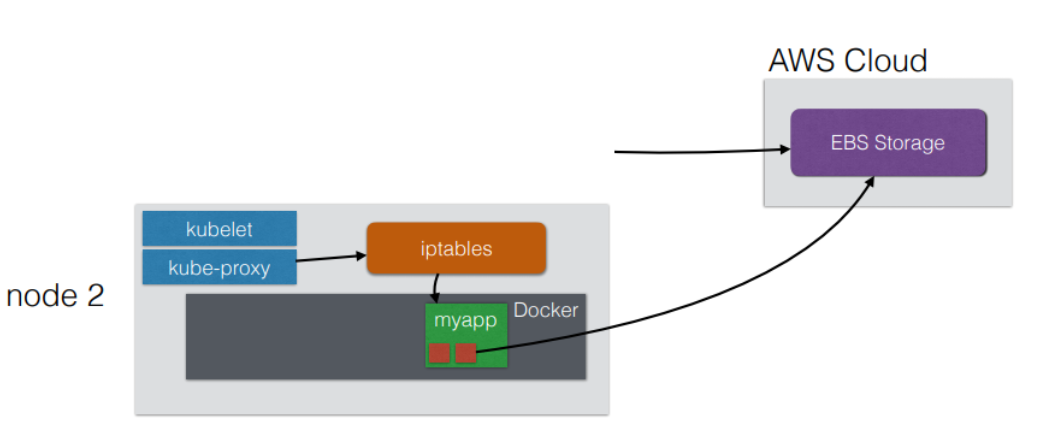 AWS Cloud
EBS Storage
kubelet
kube-proxy
iptables
node 2
Docker
myapp